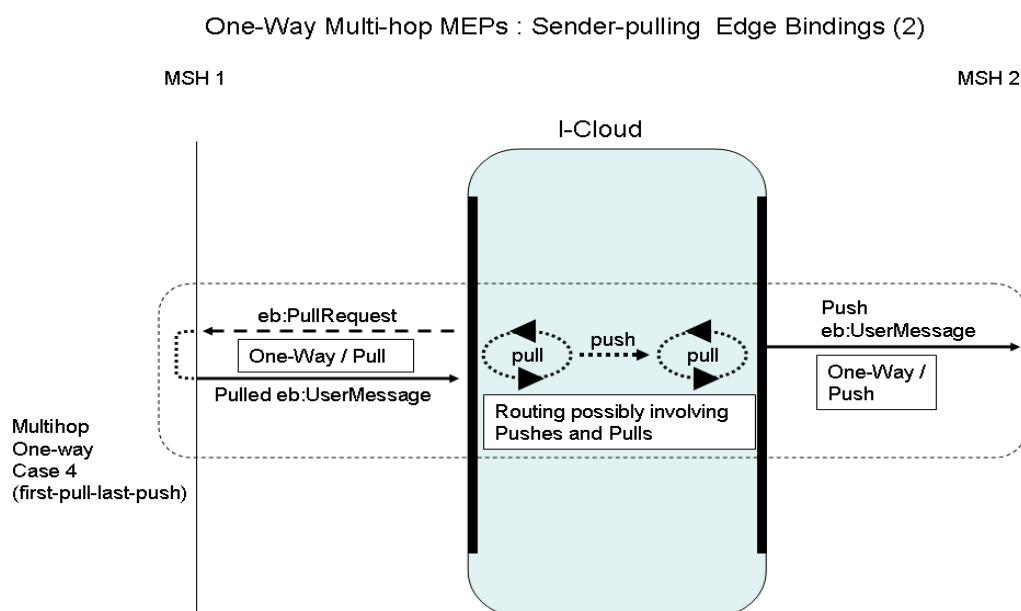 One-Way Multi-hop MEPs : Sender-pulling Edge Bindings (2)
MSH 1
MSH 2
I-Cloud
eb:PullRequest
One-Way / Pull
Pulled eb:UserMessage
pull
push
pull
Routing possibly involving
Pushes and Pulls
Push
eb:UserMessage
One-Way /
Push
Multihop
One-way
Case 4
(first-pull-last-push)